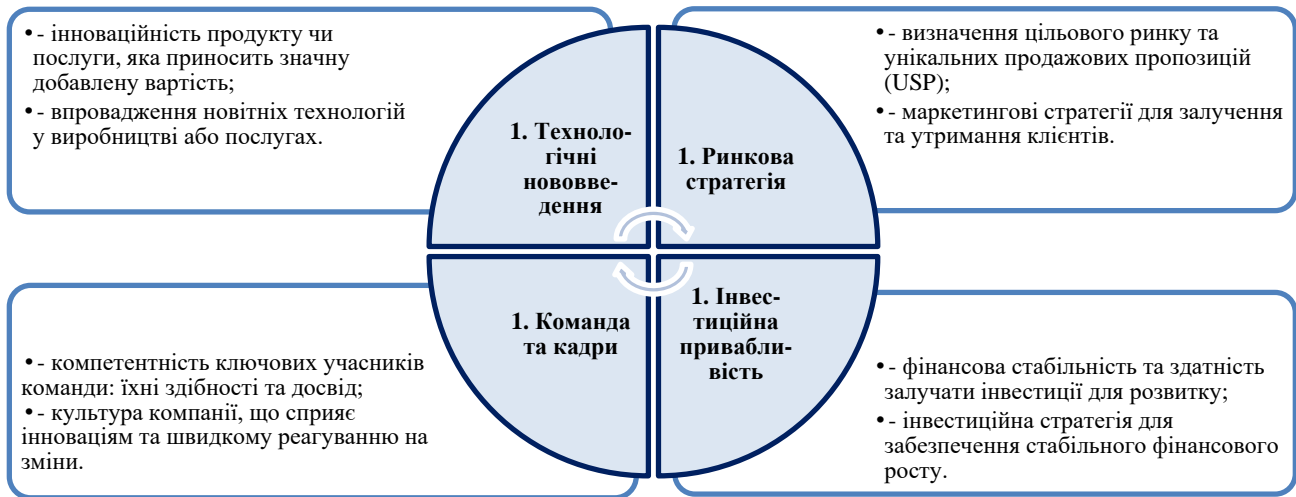 • - інноваційність продукту чи
послуги, яка приносить значну
добавлену вартість;
• - впровадження новітніх технологій
у виробництві або послугах.
1. Техноло-
гічні
нововве-
дення
• - визначення цільового ринку та
унікальних продажових пропозицій
(USP);
• - маркетингові стратегії для залучення
та утримання клієнтів.
1. Ринкова
стратегія
• - компетентність ключових учасників
команди: їхні здібності та досвід;
• - культура компанії, що сприяє
інноваціям та швидкому реагуванню на
зміни.
1. Команда
та кадри
1. Інвес-
тиційна
привабли-
вість
• - фінансова стабільність та здатність
залучати інвестиції для розвитку;
• - інвестиційна стратегія для
забезпечення стабільного фінансового
росту.